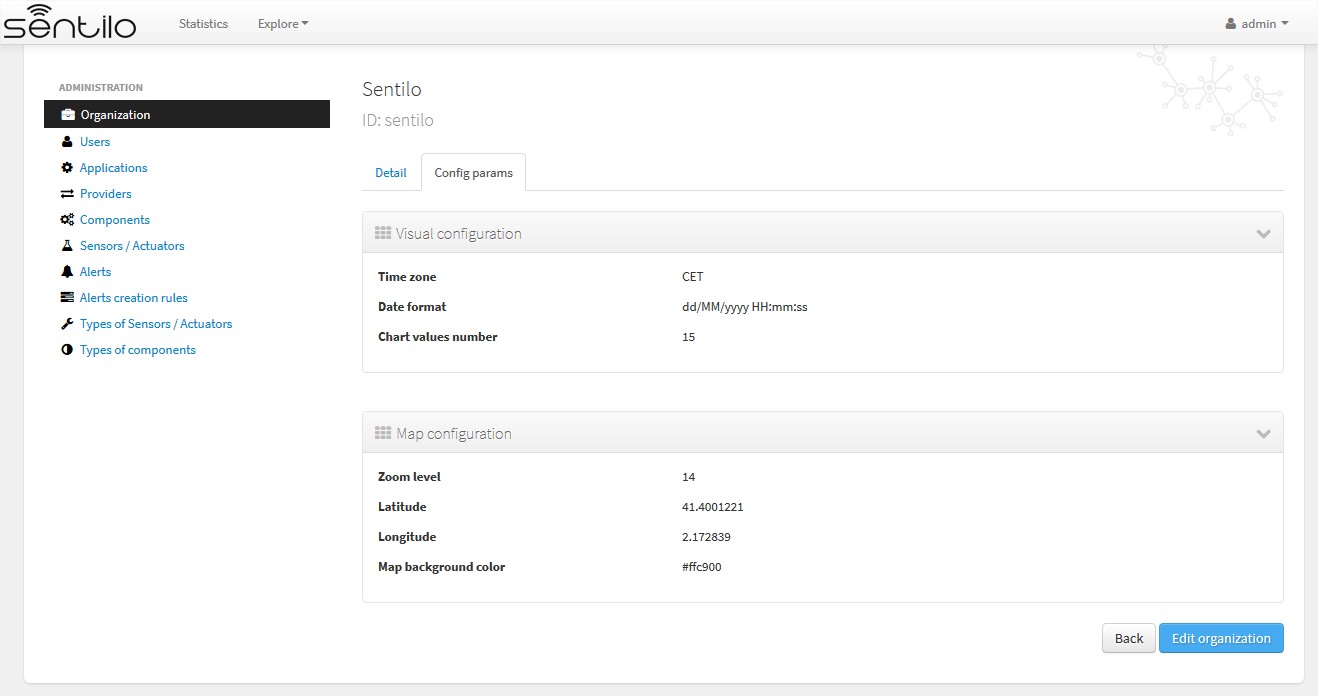 sentilo Statistics Explore admin
ADMINISTRATION
Organization
Users
Applications
Providers
Components
Sensors / Actuators
Alerts
Alerts creation rules
Types of Sensors / Actuators
Types of components
Sentilo
ID: sentilo
Detail Config params
Visual configuration
Time zone CET
Date format dd/MM/yyyy HH:mm:ss
Chart values number 15
Map configuration
Zoom level 14
Latitude 41.4001221
Longitude 2.172839
Map background color #ffc900
Back Edit organization